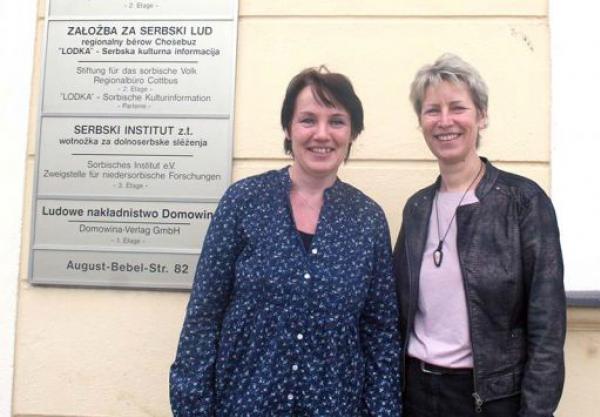 - 2. Etage -
ZAŁOŽBA ZA SERBSKI LUD
regionalny běrow Chośebuz
"LODKA" - Serbska kulturna informacija
Stiftung für das sorbische Volk
Regionalbüro Cottbus
- 2. Etage -
"LODKA" - Sorbische Kulturinformation
- Parterre -
SERBSKI INSTITUT z.t.
wotnožka za dolnoserbske slěźenja
Sorbisches Institut e.V.
Zweigstelle für niedersorbische Forschungen
- 3. Etage -
Ludowe nakładnistwo Domowina
Domowina-Verlag GmbH
- 1. Etage -
August-Bebel-Str. 82